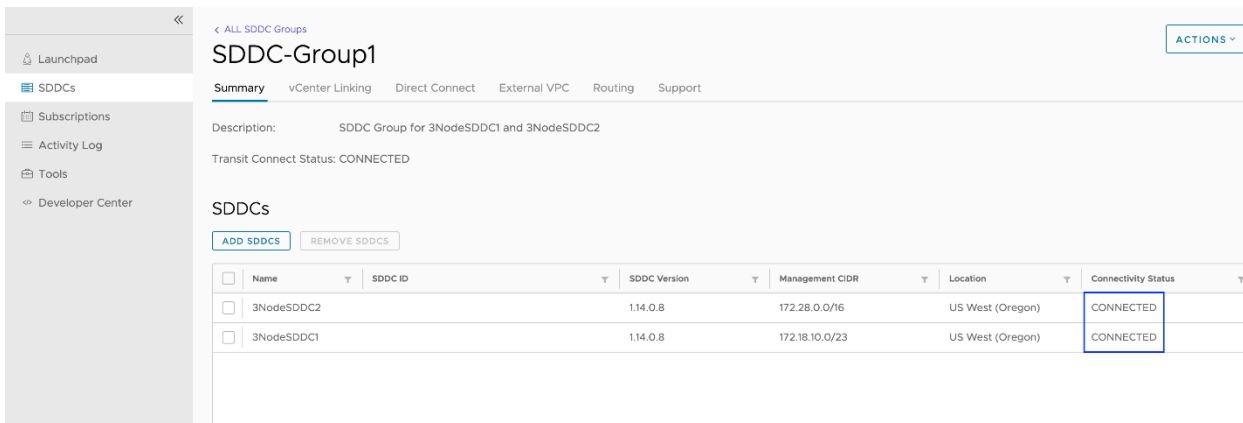 «
Launchpad
SDDCs
Subscriptions
Activity Log
Tools
Developer Center
< ALL SDDC Groups
SDDC-Group1
ACTIONS
Summary vCenter Linking Direct Connect External VPC Routing Support
Description: SDDC Group for 3NodeSDDC1 and 3NodeSDDC2
Transit Connect Status: CONNECTED
SDDCs
ADD SDDCS REMOVE SDDCS
Name SDDC ID SDDC Version Management CIDR Location Connectivity Status
3NodeSDDC2 1.14.0.8 172.28.0.0/16 US West (Oregon) CONNECTED
3NodeSDDC1 1.14.0.8 172.18.10.0/23 US West (Oregon) CONNECTED